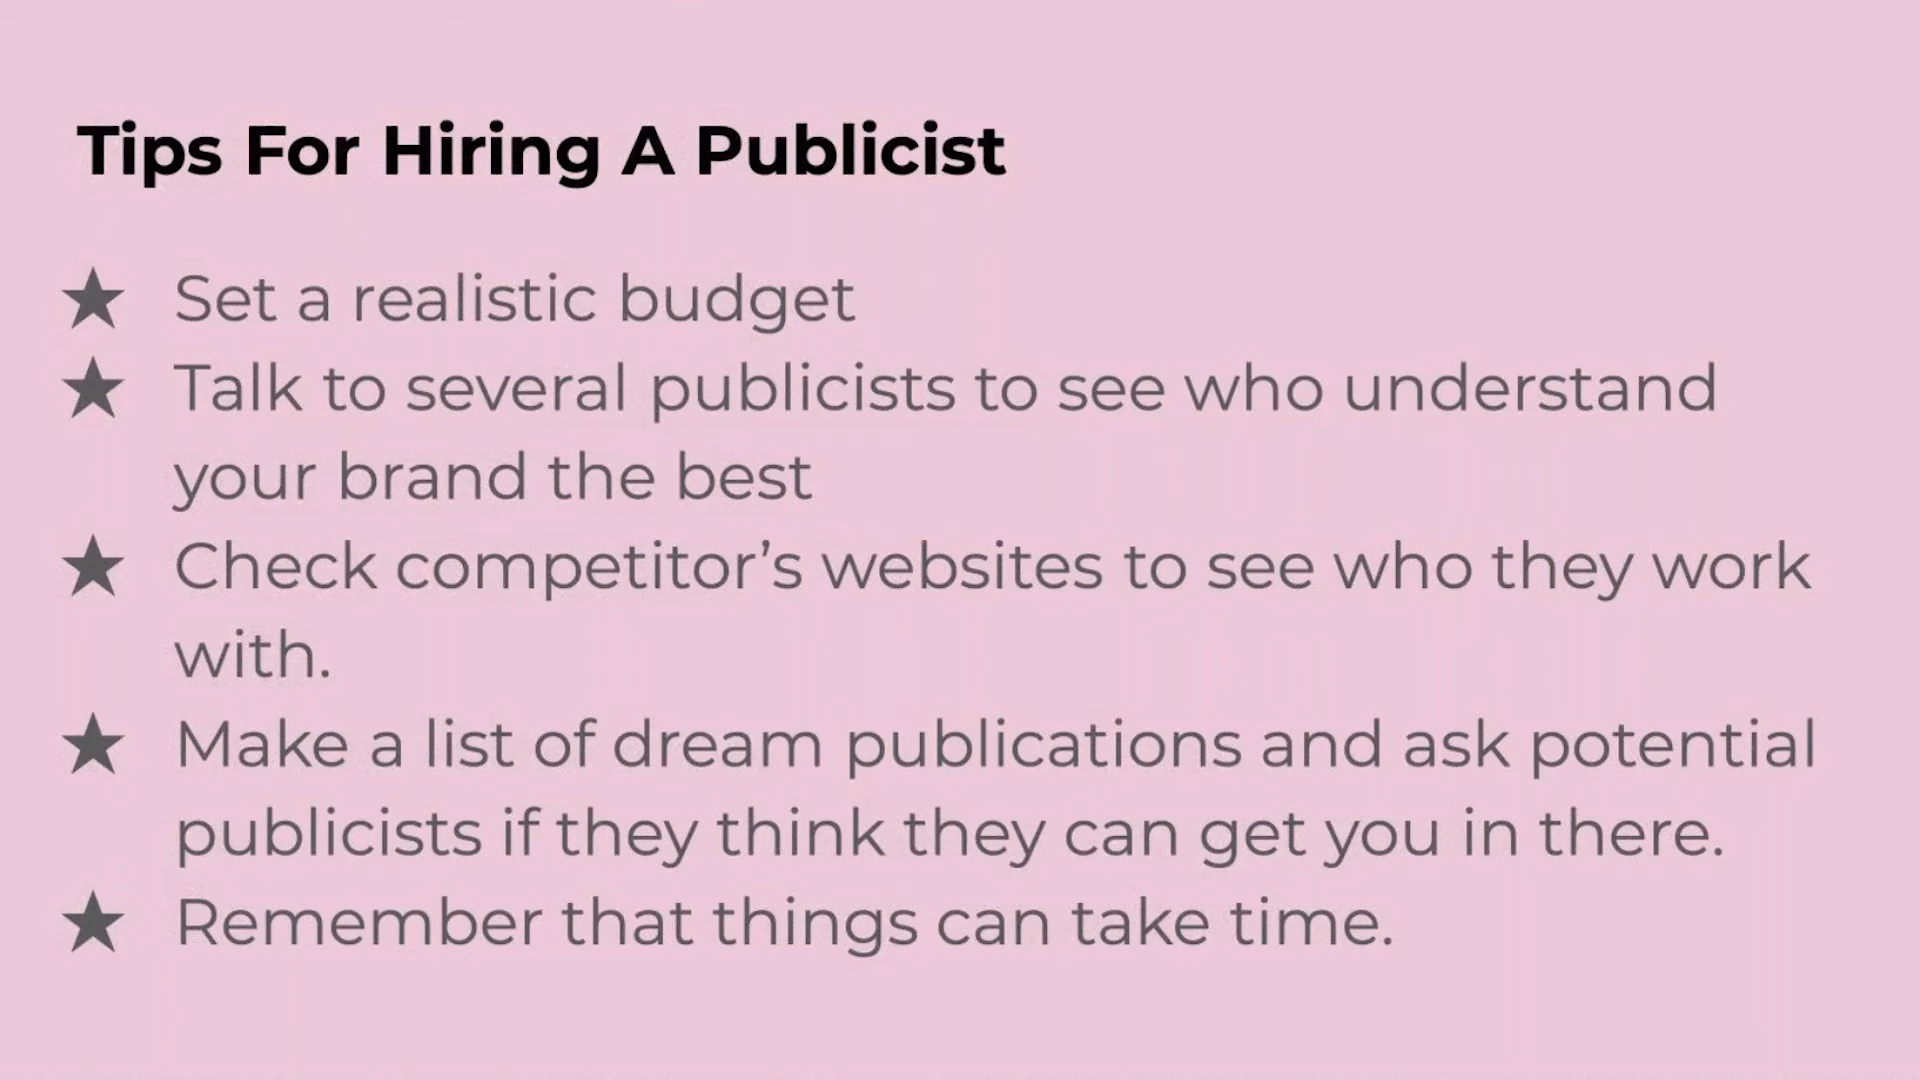 Tips For Hiring A Publicist
★ Set a realistic budget
★ Talk to several publicists to see who understand
your brand the best
★ Check competitor’s websites to see who they work
with.
★ Make a list of dream publications and ask potential
publicists if they think they can get you in there.
★ Remember that things can take time.